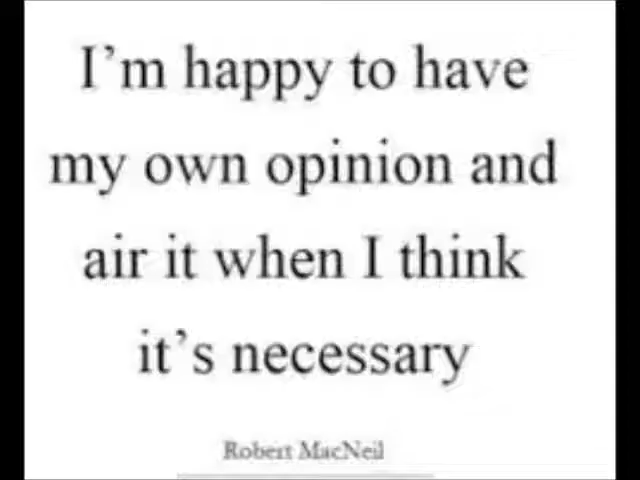 I'm happy to have
my own opinion and
air it when I think
it's necessary
Robert MacNeil